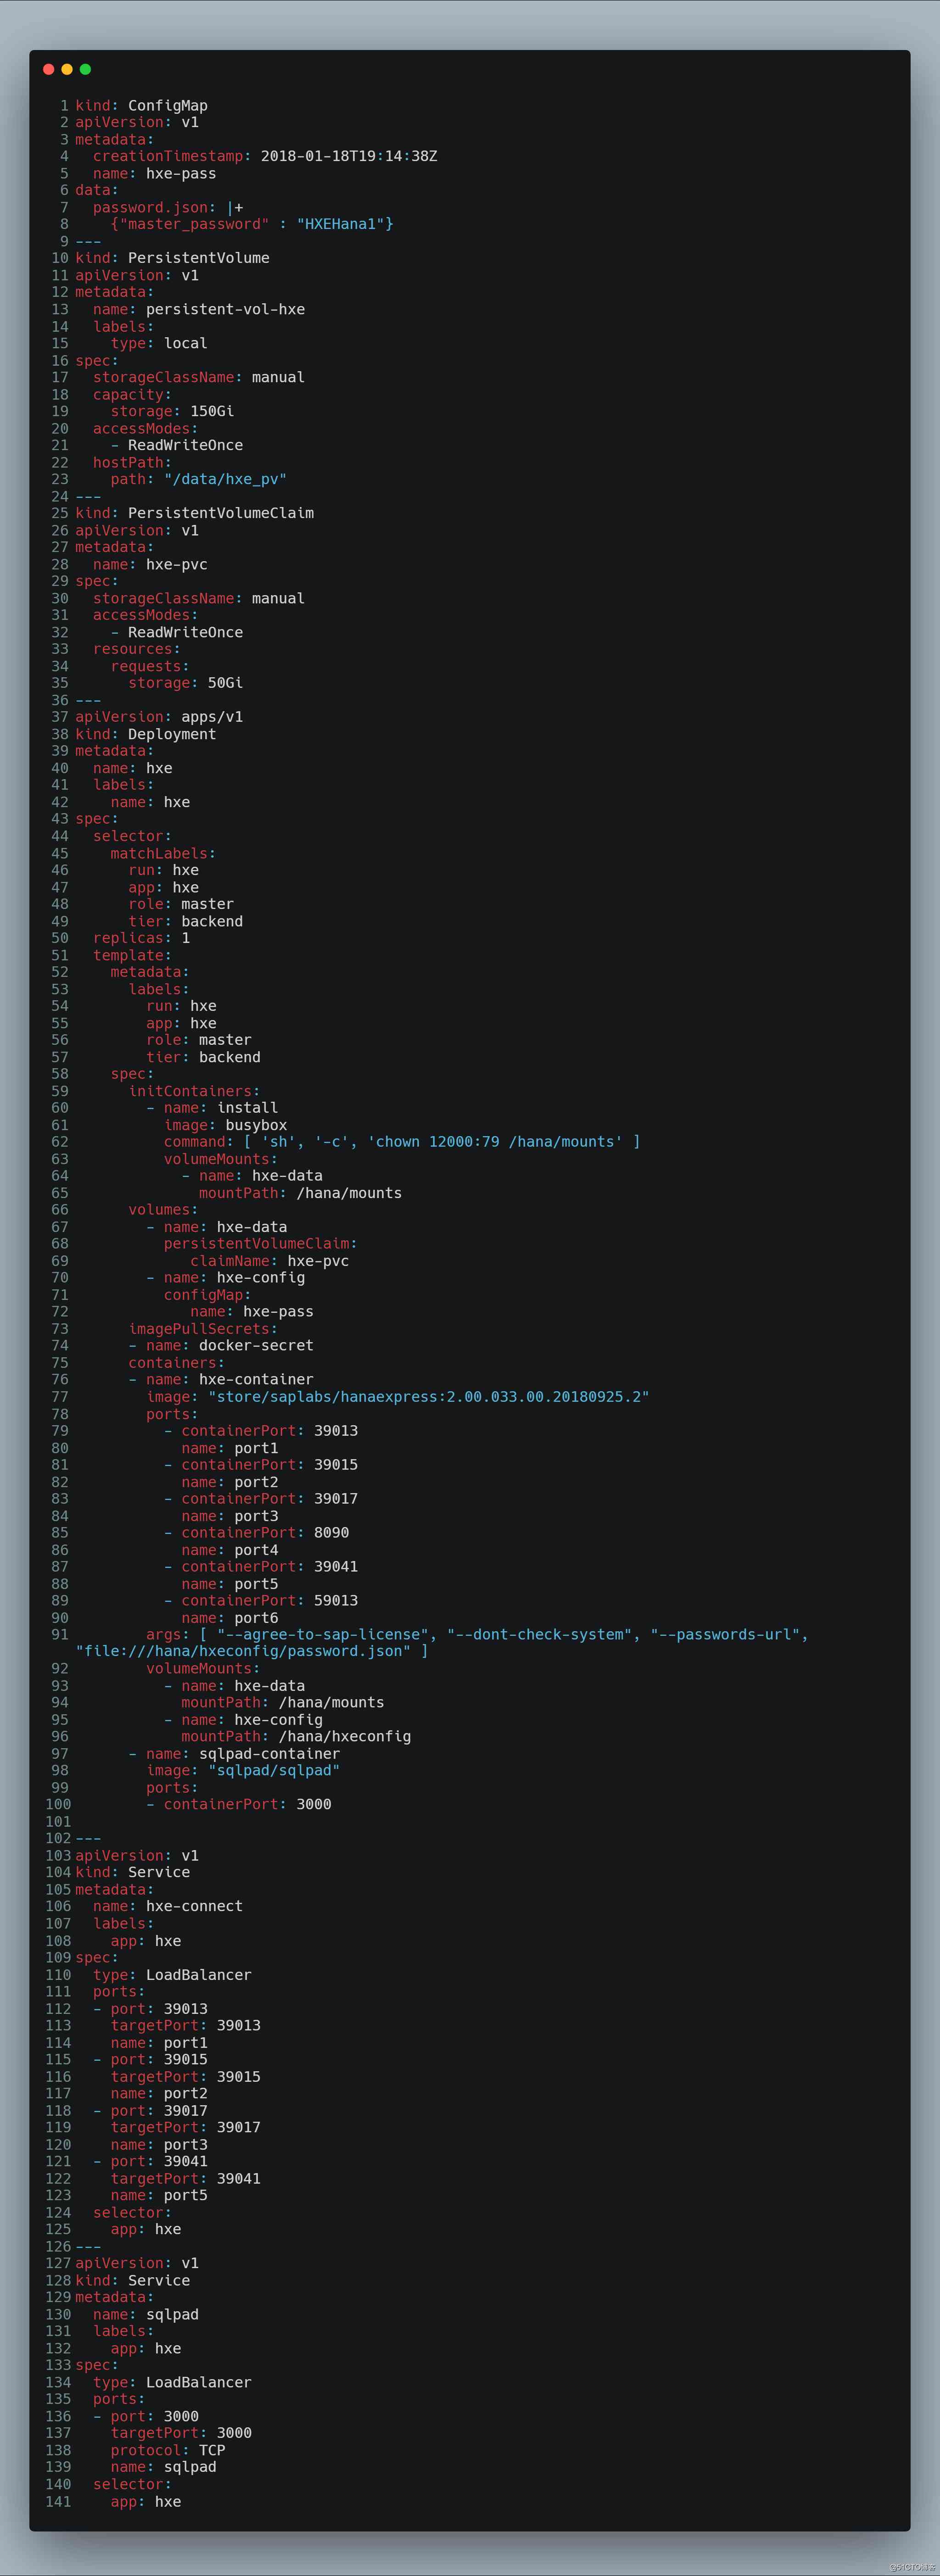 1 kind: ConfigMap
2 apiVersion: v1
3 metadata:
4   creationTimestamp: 2018-01-18T19:14:38Z
5   name: hxe-pass
6 data:
7   password.json: |+
8     {"master_password" : "HXEHana1"}
9 ---
10 kind: PersistentVolume
11 apiVersion: v1
12 metadata:
13   name: persistent-vol-hxe
14   labels:
15     type: local
16 spec:
17   storageClassName: manual
18   capacity:
19     storage: 150Gi
20   accessModes:
21     - ReadWriteOnce
22   hostPath:
23     path: "/data/hxe_pv"
24 ---
25 kind: PersistentVolumeClaim
26 apiVersion: v1
27 metadata:
28   name: hxe-pvc
29 spec:
30   storageClassName: manual
31   accessModes:
32     - ReadWriteOnce
33   resources:
34     requests:
35       storage: 50Gi
36 ---
37 apiVersion: apps/v1
38 kind: Deployment
39 metadata:
40   name: hxe
41   labels:
42     name: hxe
43 spec:
44   selector:
45     matchLabels:
46       run: hxe
47       app: hxe
48       role: master
49       tier: backend
50   replicas: 1
51   template:
52     metadata:
53       labels:
54         run: hxe
55         app: hxe
56         role: master
57         tier: backend
58     spec:
59       initContainers:
60         - name: install
61           image: busybox
62           command: [ 'sh', '-c', 'chown 12000:79 /hana/mounts' ]
63           volumeMounts:
64             - name: hxe-data
65               mountPath: /hana/mounts
66       volumes:
67         - name: hxe-data
68           persistentVolumeClaim:
69              claimName: hxe-pvc
70         - name: hxe-config
71           configMap:
72              name: hxe-pass
73       imagePullSecrets:
74       - name: docker-secret
75       containers:
76       - name: hxe-container
77         image: "store/saplabs/hanaexpress:2.00.033.00.20180925.2"
78         ports:
79           - containerPort: 39013
80             name: port1
81           - containerPort: 39015
82             name: port2
83           - containerPort: 39017
84             name: port3
85           - containerPort: 8090
86             name: port4
87           - containerPort: 39041
88             name: port5
89           - containerPort: 59013
90             name: port6
91         args: [ "--agree-to-sap-license", "--dont-check-system", "--passwords-url",
"file:///hana/hxeconfig/password.json" ]
92         volumeMounts:
93           - name: hxe-data
94             mountPath: /hana/mounts
95           - name: hxe-config
96             mountPath: /hana/hxeconfig
97       - name: sqlpad-container
98         image: "sqlpad/sqlpad"
99         ports:
100         - containerPort: 3000
101
102 ---
103 apiVersion: v1
104 kind: Service
105 metadata:
106   name: hxe-connect
107   labels:
108     app: hxe
109 spec:
110   type: LoadBalancer
111   ports:
112   - port: 39013
113     targetPort: 39013
114     name: port1
115   - port: 39015
116     targetPort: 39015
117     name: port2
118   - port: 39017
119     targetPort: 39017
120     name: port3
121   - port: 39041
122     targetPort: 39041
123     name: port5
124   selector:
125     app: hxe
126 ---
127 apiVersion: v1
128 kind: Service
129 metadata:
130   name: sqlpad
131   labels:
132     app: hxe
133 spec:
134   type: LoadBalancer
135   ports:
136   - port: 3000
137     targetPort: 3000
138     protocol: TCP
139     name: sqlpad
140   selector:
141     app: hxe
@51CTO博客